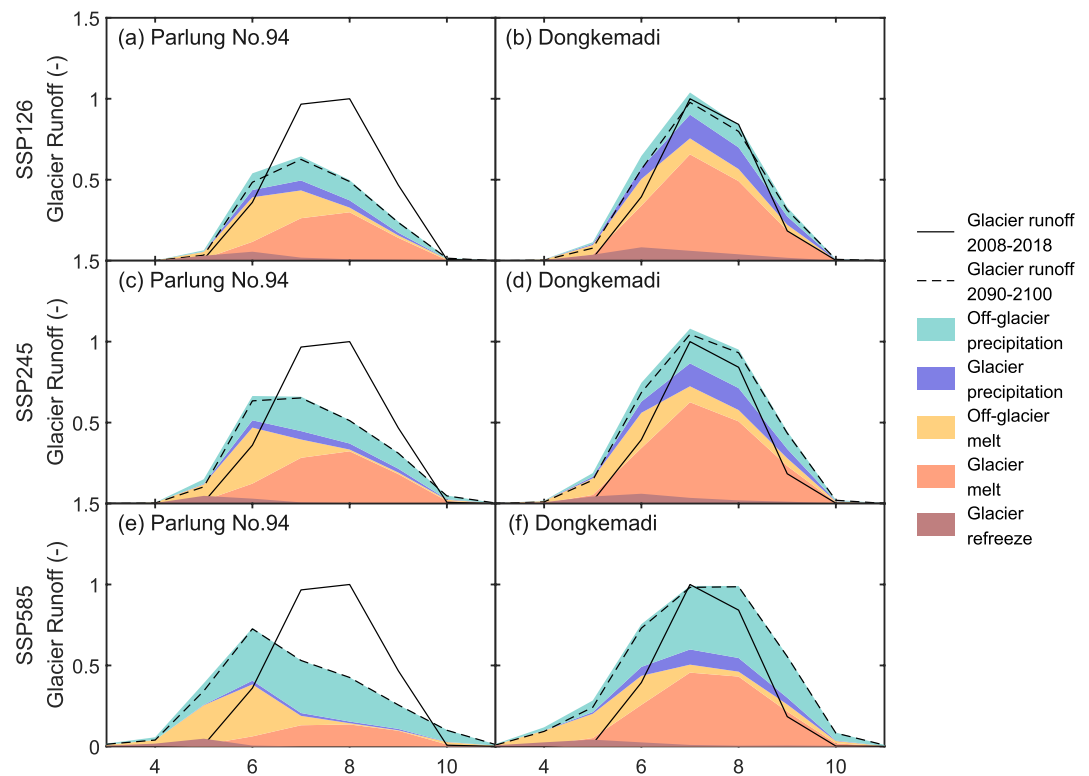 1.5
(a) Parlung No.94
(b) Dongkemadi
SSP126
Glacier Runoff (-)
1
0.5
1.5
(c) Parlung No.94
(d) Dongkemadi
SSP245
Glacier Runoff (-)
1
0.5
1.5
(e) Parlung No.94
(f) Dongkemadi
SSP585
Glacier Runoff (-)
1
0.5
0
4 6 8 10 4 6 8 10
Glacier runoff
2008-2018
Glacier runoff
2090-2100
Off-glacier
precipitation
Glacier
precipitation
Off-glacier
melt
Glacier
melt
Glacier
refreeze